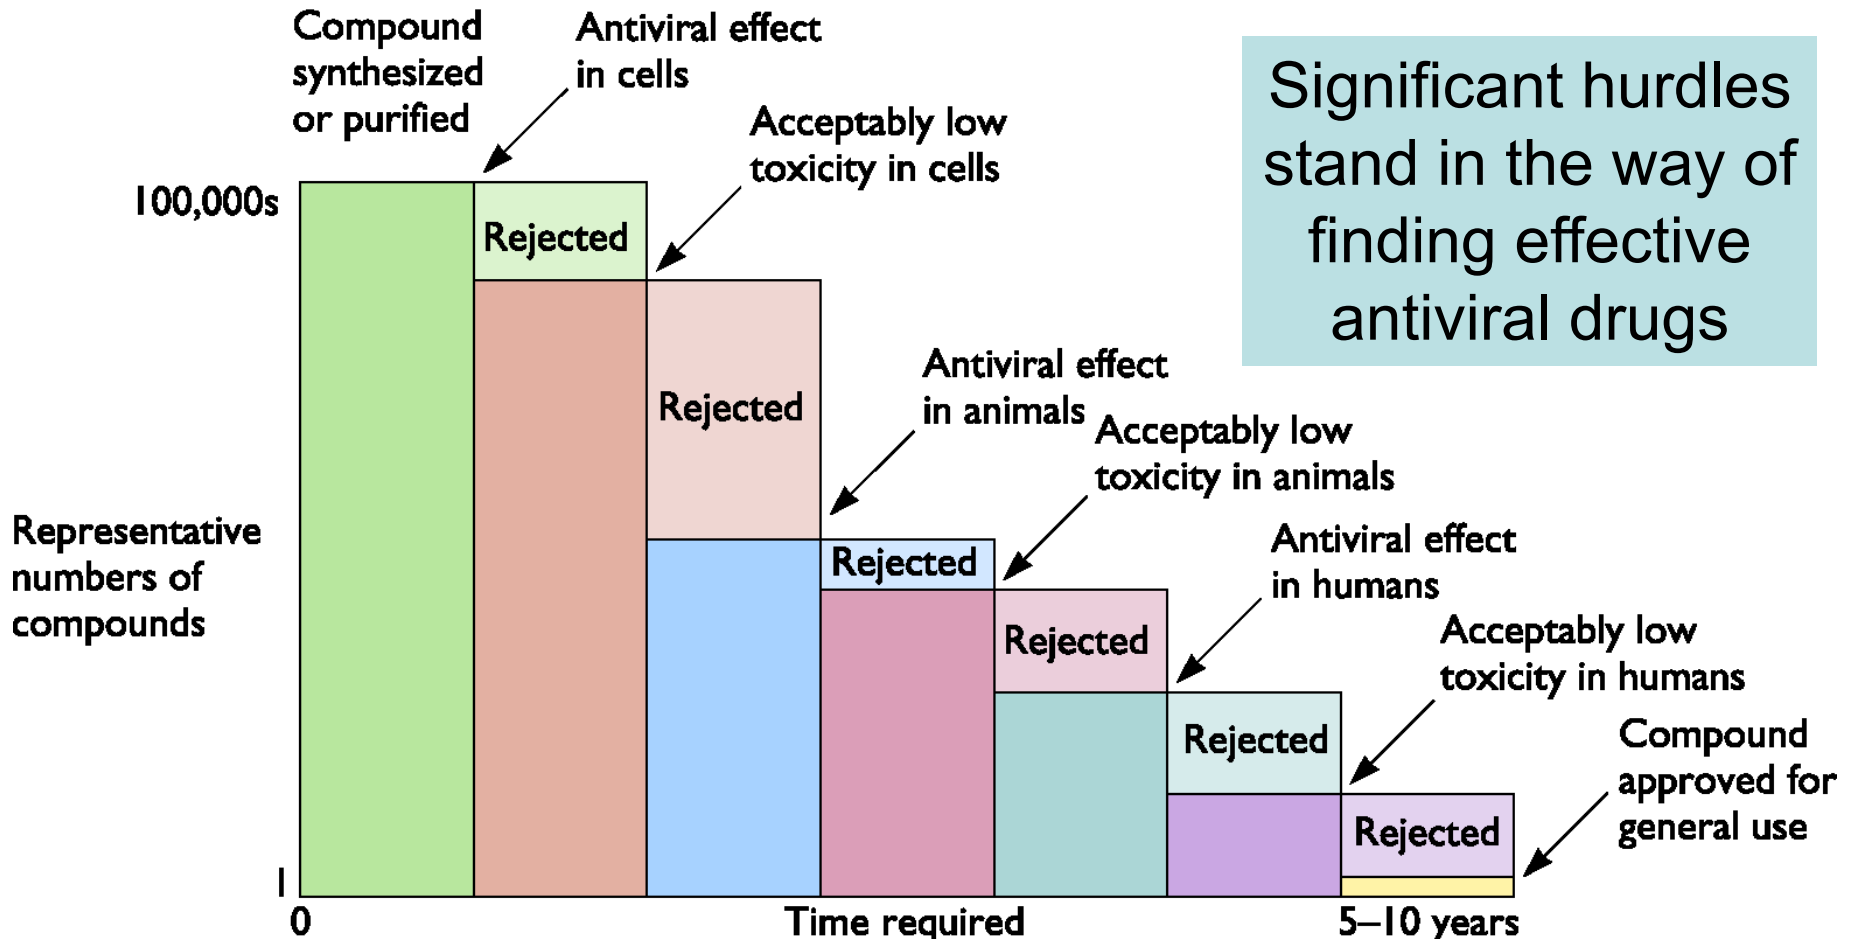 Compound
synthesized
or purified
Antiviral effect
in cells
Acceptably low
toxicity in cells
Significant hurdles
stand in the way of
finding effective
antiviral drugs
100,000s
Rejected
Rejected
Antiviral effect
in animals
Acceptably low
toxicity in animals
Representative
numbers of
compounds
Rejected
Antiviral effect
in humans
Rejected
Acceptably low
toxicity in humans
Rejected
Compound
approved for
general use
Rejected
1
0
Time required
5–10 years